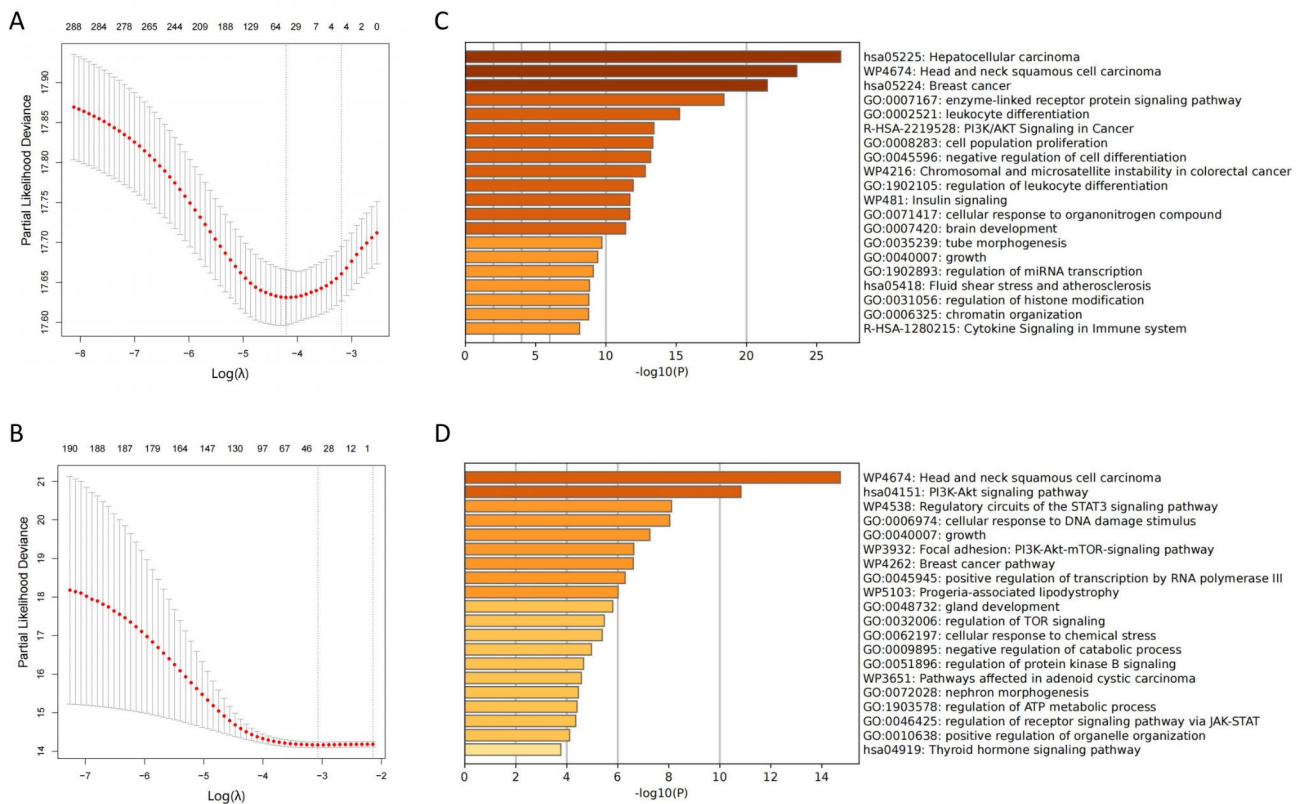 A
288 284 278 265 244 209 188 129 64 29 7 4 4 2 0
Partial Likelihood Deviance
17.90
17.80
17.75
17.70
17.65
17.60
−8 −7 −6 −5 −4 −3
Log(λ)
C
hsa05225: Hepatocellular carcinoma
WP4674: Head and neck squamous cell carcinoma
hsa05224: Breast cancer
GO:0007167: enzyme-linked receptor protein signaling pathway
GO:0002521: leukocyte differentiation
R-HSA-2219528: PI3K/AKT Signaling in Cancer
GO:0008283: cell population proliferation
GO:0045596: negative regulation of cell differentiation
WP4216: Chromosomal and microsatellite instability in colorectal cancer
GO:1902105: regulation of leukocyte differentiation
WP481: Insulin signaling
GO:0071417: cellular response to organonitrogen compound
GO:0007420: brain development
GO:0035239: tube morphogenesis
GO:0040007: growth
GO:1902893: regulation of miRNA transcription
hsa05418: Fluid shear stress and atherosclerosis
GO:0031056: regulation of histone modification
GO:0006325: chromatin organization
R-HSA-1280215: Cytokine Signaling in Immune system
0 5 10 15 20 25
-log10(P)
B
190 188 187 179 164 147 130 97 67 46 28 12 1
Partial Likelihood Deviance
21
20
19
18
17
16
15
14
−7 −6 −5 −4 −3 −2
Log(λ)
D
WP4674: Head and neck squamous cell carcinoma
hsa04151: PI3K-Akt signaling pathway
WP4538: Regulatory circuits of the STAT3 signaling pathway
GO:0006974: cellular response to DNA damage stimulus
GO:0040007: growth
WP3932: Focal adhesion: PI3K-Akt-mTOR-signaling pathway
WP4262: Breast cancer pathway
GO:0045945: positive regulation of transcription by RNA polymerase III
WP5103: Progeria-associated lipodystrophy
GO:0048732: gland development
GO:0032006: regulation of TOR signaling
GO:0062197: cellular response to chemical stress
GO:0009895: negative regulation of catabolic process
GO:0051896: regulation of protein kinase B signaling
WP3651: Pathways affected in adenoid cystic carcinoma
GO:0072028: nephron morphogenesis
GO:1903578: regulation of ATP metabolic process
GO:0046425: regulation of receptor signaling pathway via JAK-STAT
GO:0010638: positive regulation of organelle organization
hsa04919: Thyroid hormone signaling pathway
0 2 4 6 8 10 12 14
-log10(P)